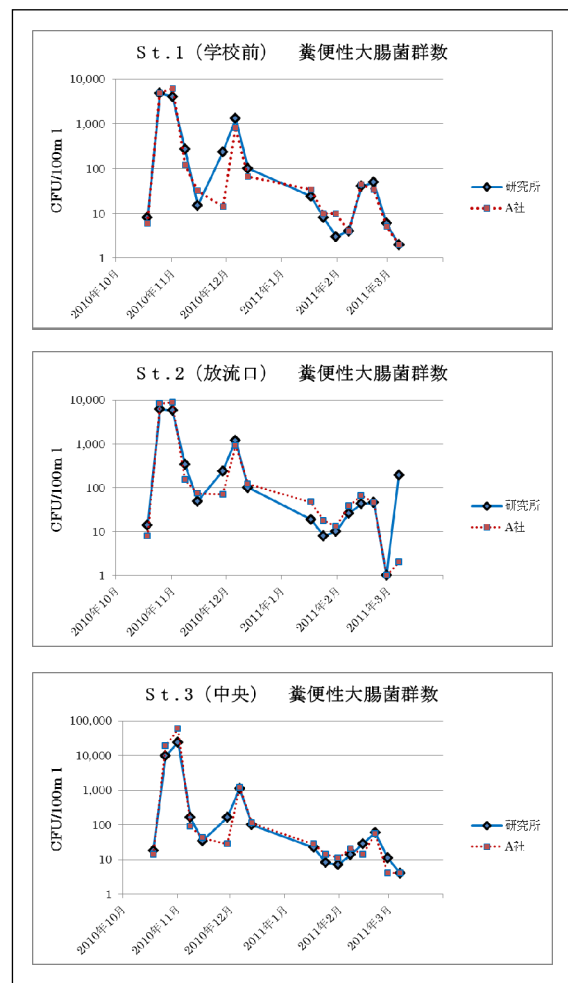 Ｓｔ.１（学校前）　糞便性大腸菌群数
10,000
1,000
100
10
1
CFU/100mｌ
2010年10月
2010年11月
2010年12月
2011年1月
2011年2月
2011年3月
研究所
A社
Ｓｔ.２（放流口）　糞便性大腸菌群数
10,000
1,000
100
10
1
CFU/100mｌ
2010年10月
2010年11月
2010年12月
2011年1月
2011年2月
2011年3月
研究所
A社
Ｓｔ.３（中央）　糞便性大腸菌群数
100,000
10,000
1,000
100
10
1
CFU/100mｌ
2010年10月
2010年11月
2010年12月
2011年1月
2011年2月
2011年3月
研究所
A社